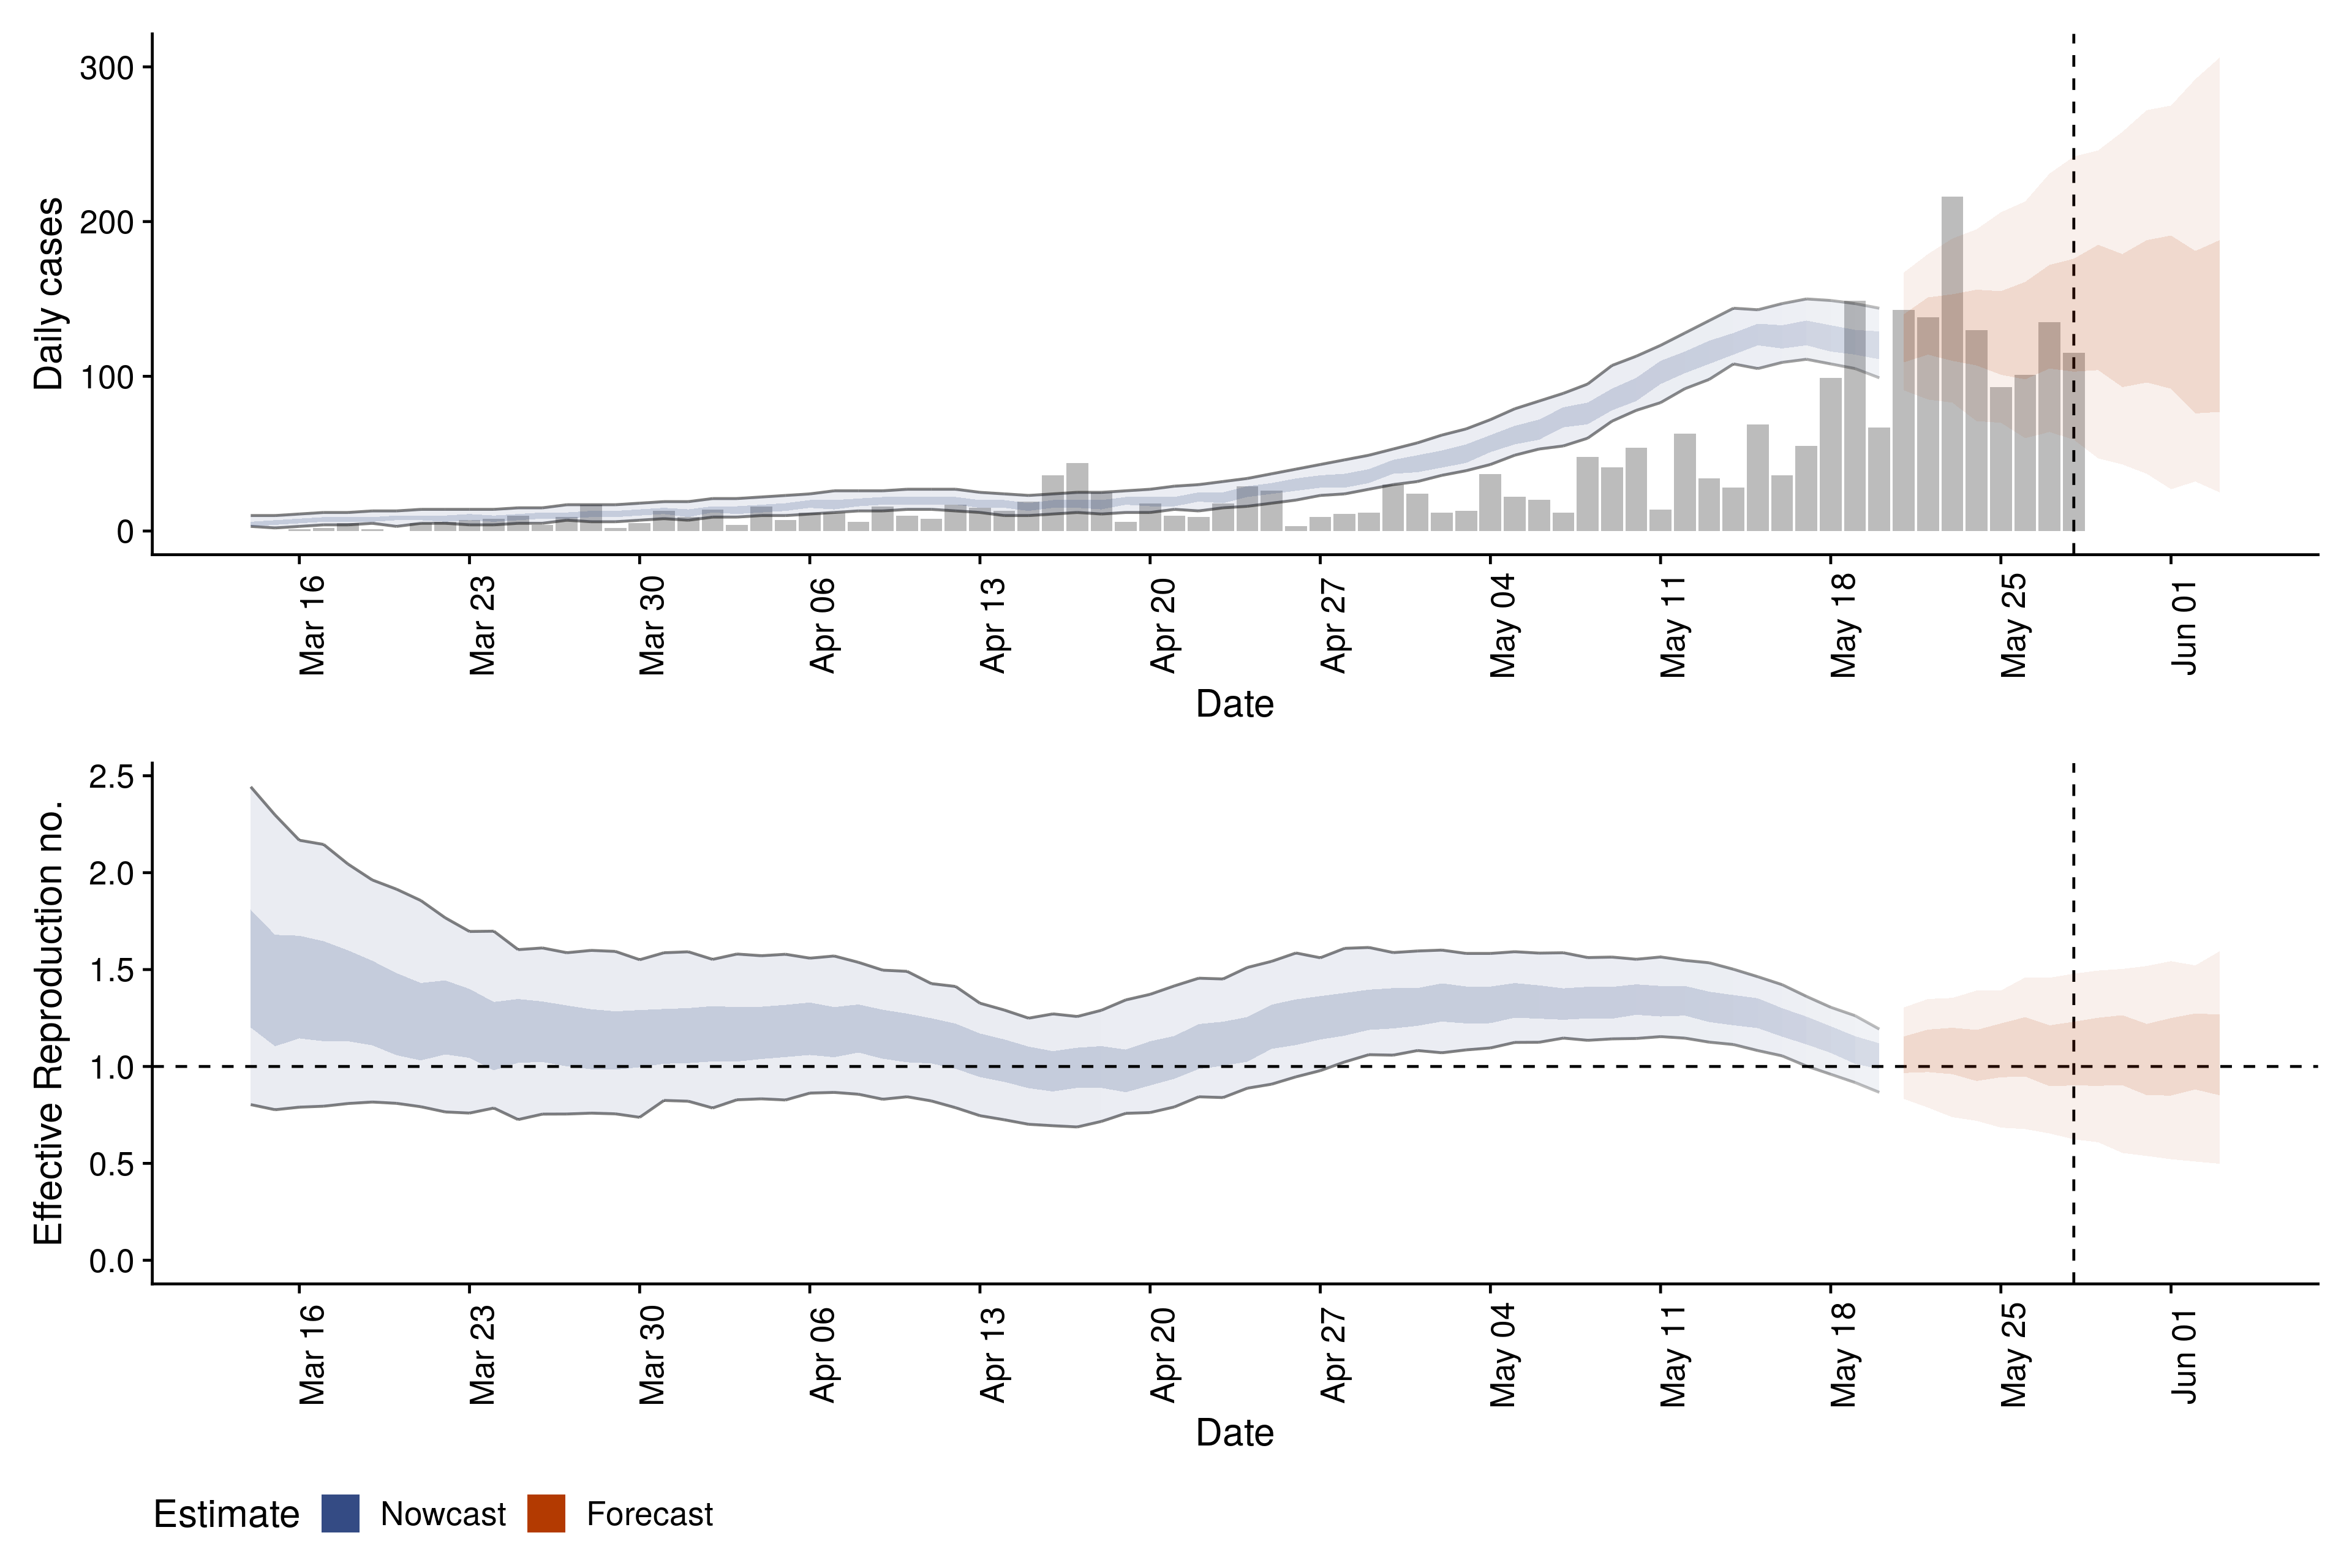 300
200
100
0
Daily cases
Mar 16
Mar 23
Mar 30
Apr 06
Apr 13
Apr 20
Apr 27
May 04
May 11
May 18
May 25
Jun 01
Date
2.5
2.0
1.5
1.0
0.5
0.0
Effective Reproduction no.
Mar 16
Mar 23
Mar 30
Apr 06
Apr 13
Apr 20
Apr 27
May 04
May 11
May 18
May 25
Jun 01
Date
Estimate Nowcast Forecast